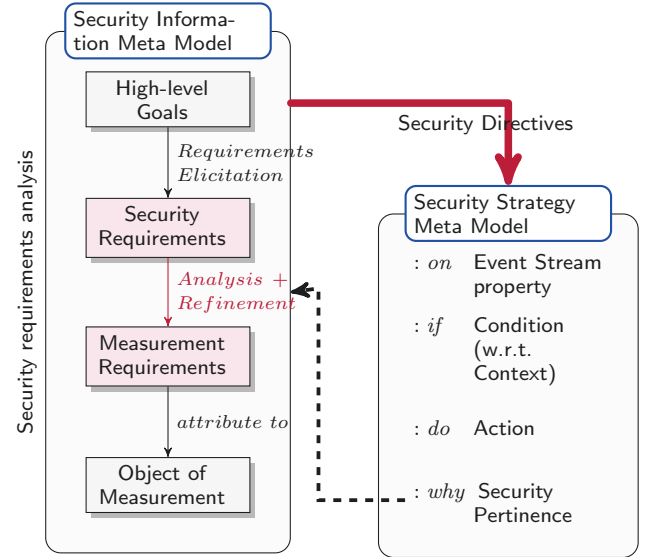 Security Informa-
tion Meta Model
High-level
Goals
Requirements
Elicitation
Security
Requirements
Analysis +
Refinement
Measurement
Requirements
attribute to
Object of
Measurement
Security requirements analysis
Security Directives
Security Strategy
Meta Model
: on Event Stream
property
: if Condition
(w.r.t.
Context)
: do Action
: why Security
Pertinence